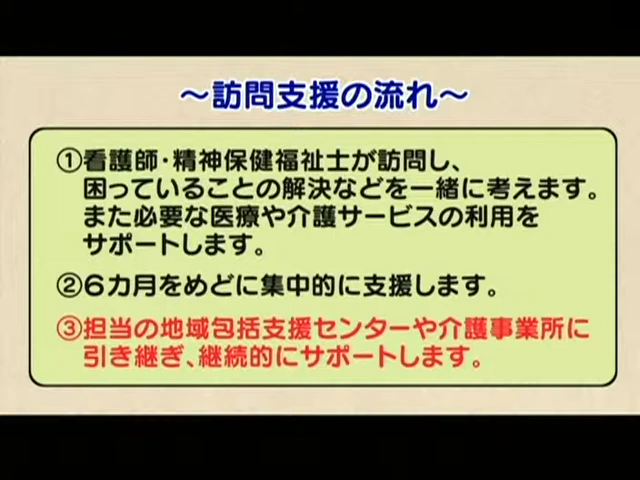 ～訪問支援の流れ～
①看護師・精神保健福祉士が訪問し、
困っていることの解決などを一緒に考えます。
また必要な医療や介護サービスの利用を
サポートします。
②6カ月をめどに集中的に支援します。
③担当の地域包括支援センターや介護事業所に
引き継ぎ、継続的にサポートします。